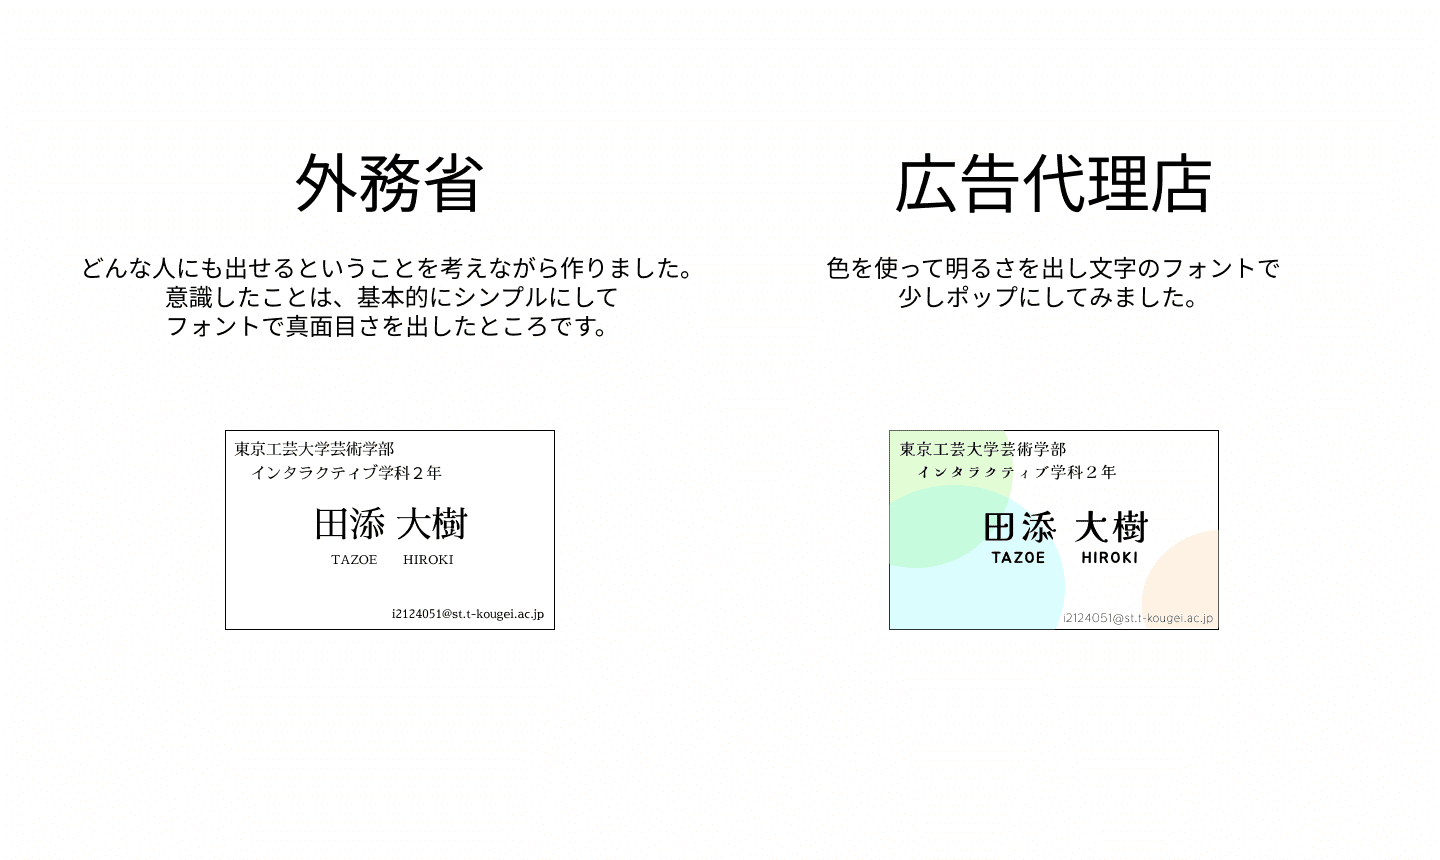 外務省
どんな人にも出せるということを考えながら作りました。
意識したことは、基本的にシンプルにして
フォントで真面目さを出したところです。
東京工芸大学芸術学部
インタラクティブ学科２年
田添 大樹
TAZOE HIROKI
i2124051@st.t-kougei.ac.jp
広告代理店
色を使って明るさを出し文字のフォントで
少しポップにしてみました。
東京工芸大学芸術学部
インタラクティブ学科２年
田添 大樹
TAZOE HIROKI
i2124051@st.t-kougei.ac.jp